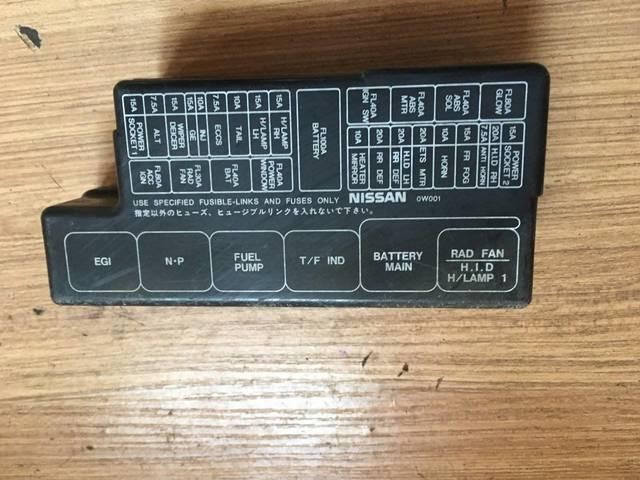 15A H/LAMP RH
15A H/LAMP LH
10A TAIL
7.5A ECCS
10A INJ
15A GE
15A WIPER DEICER
7.5A ALT
15A POWER SOCKET 1
FL40A POWER WINDOW
FL40A BAT
FL30A RAD FAN
FL80A ACC IGN
FL100A BATTERY
FL80A GLOW
FL40A ABS SOL
FL40A ABS MTR
FL40A IGN SW
15A POWER SOCKET 2
20A H.I.D RH
7.5A ANTI HORN
15A FR FOG
10A HORN
20A ETS MTR
20A H.I.D LH
20A RR DEF
20A RR DEF
10A HEATER MIRROR
USE SPECIFIED FUSIBLE-LINKS AND FUSES ONLY NISSAN 0W001
指定以外のヒューズ、ヒュージブルリンクを入れないで下さい。
EGI
N·P
FUEL PUMP
T/F IND
BATTERY MAIN
RAD FAN
H.I.D
H/LAMP 1